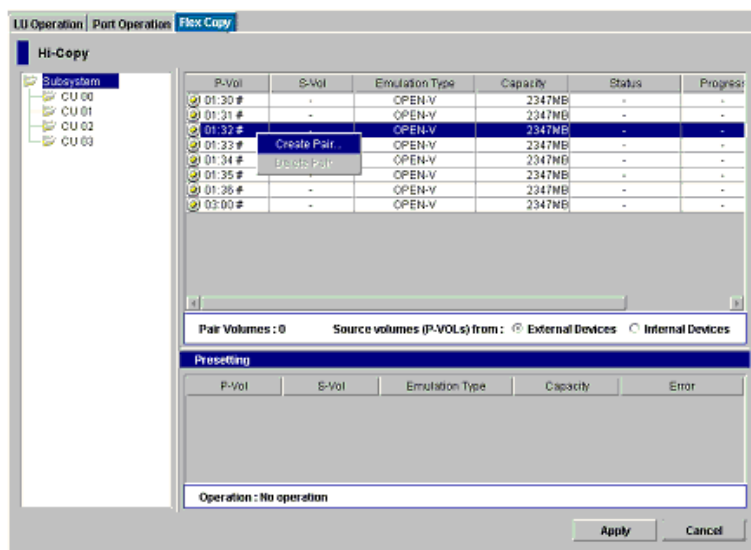 LU Operation Port Operation Flex Copy
Hi-Copy
Subsystem
CU 00
CU 01
CU 02
CU 03
P-Vol S-Vol Emulation Type Capacity Status Progress
01:30 # - OPEN-V 2347MB - -
01:31 # - OPEN-V 2347MB - -
01:32 # - OPEN-V 2347MB - -
01:33 # OPEN-V 2347MB - -
01:34 # OPEN-V 2347MB - -
01:35 # - OPEN-V 2347MB - -
01:36 # - OPEN-V 2347MB - -
03:00 # - OPEN-V 2347MB - -
Create Pair...
Delete Pair
Pair Volumes : 0 Source volumes (P-VOLs) from : External Devices Internal Devices
Presetting
P-Vol S-Vol Emulation Type Capacity Error
Operation : No operation
Apply Cancel